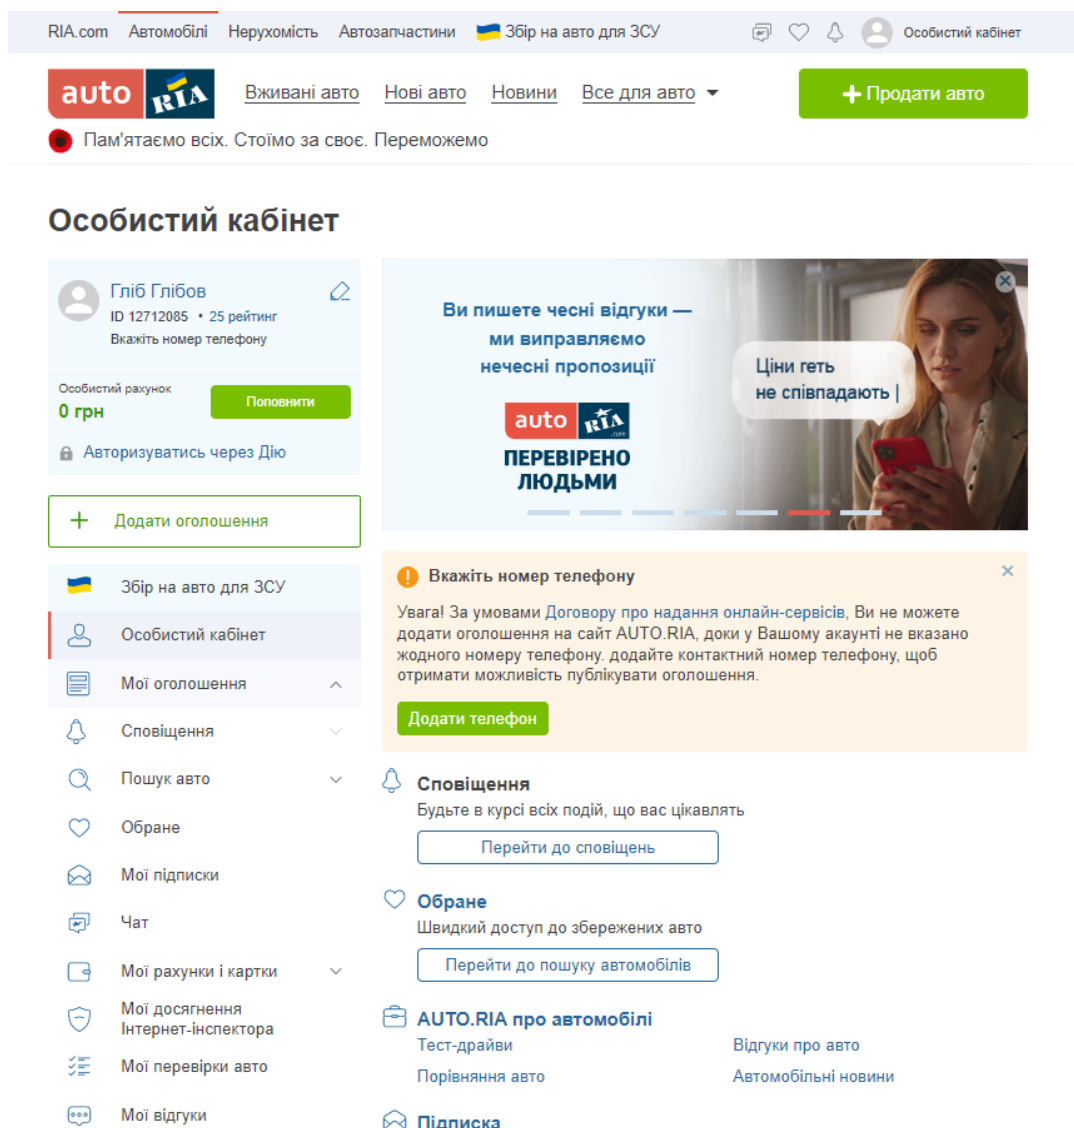 RIA.com Автомобілі Нерухомість Автозапчастини Збір на авто для ЗСУ Особистий кабінет
auto RIA Вживані авто Нові авто Новини Все для авто + Продати авто
Пам'ятаємо всіх. Стоїмо за своє. Переможемо
Особистий кабінет
Гліб Глібов
ID 12712085 • 25 рейтинг
Вкажіть номер телефону
Особистий рахунок
0 грн
Поповнити
Авторизуватись через Дію
+ Додати оголошення
Збір на авто для ЗСУ
Особистий кабінет
Мої оголошення
Сповіщення
Пошук авто
Обране
Мої підписки
Чат
Мої рахунки і картки
Мої досягнення
Інтернет-інспектора
Мої перевірки авто
Мої відгуки
Ви пишете чесні відгуки —
ми виправляємо
нечесні пропозиції
auto RIA .com
ПЕРЕВІРЕНО
ЛЮДЬМИ
Ціни геть
не співпадають |
Вкажіть номер телефону
Увага! За умовами Договору про надання онлайн-сервісів, Ви не можете
додати оголошення на сайт AUTO.RIA, доки у Вашому акаунті не вказано
жодного номеру телефону. додайте контактний номер телефону, щоб
отримати можливість публікувати оголошення.
Додати телефон
Сповіщення
Будьте в курсі всіх подій, що вас цікавлять
Перейти до сповіщень
Обране
Швидкий доступ до збережених авто
Перейти до пошуку автомобілів
AUTO.RIA про автомобілі
Тест-драйви Відгуки про авто
Порівняння авто Автомобільні новини
Підписка